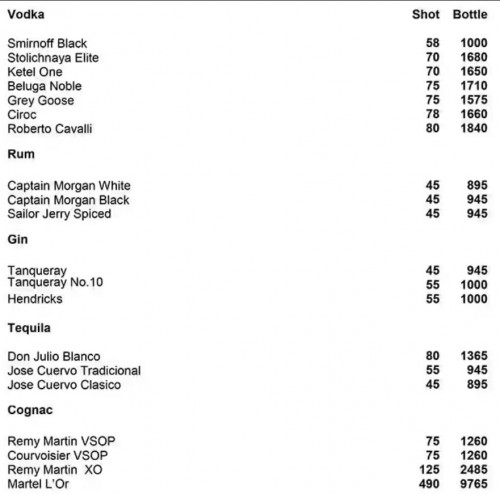 Vodka Shot Bottle
Smirnoff Black 58 1000
Stolichnaya Elite 70 1680
Ketel One 70 1650
Beluga Noble 75 1710
Grey Goose 75 1575
Ciroc 78 1660
Roberto Cavalli 80 1840
Rum
Captain Morgan White 45 895
Captain Morgan Black 45 945
Sailor Jerry Spiced 45 945
Gin
Tanqueray 45 945
Tanqueray No.10 55 1000
Hendricks 55 1000
Tequila
Don Julio Blanco 80 1365
Jose Cuervo Tradicional 55 945
Jose Cuervo Clasico 45 895
Cognac
Remy Martin VSOP 75 1260
Courvoisier VSOP 75 1260
Remy Martin XO 125 2485
Martel L'Or 490 9765